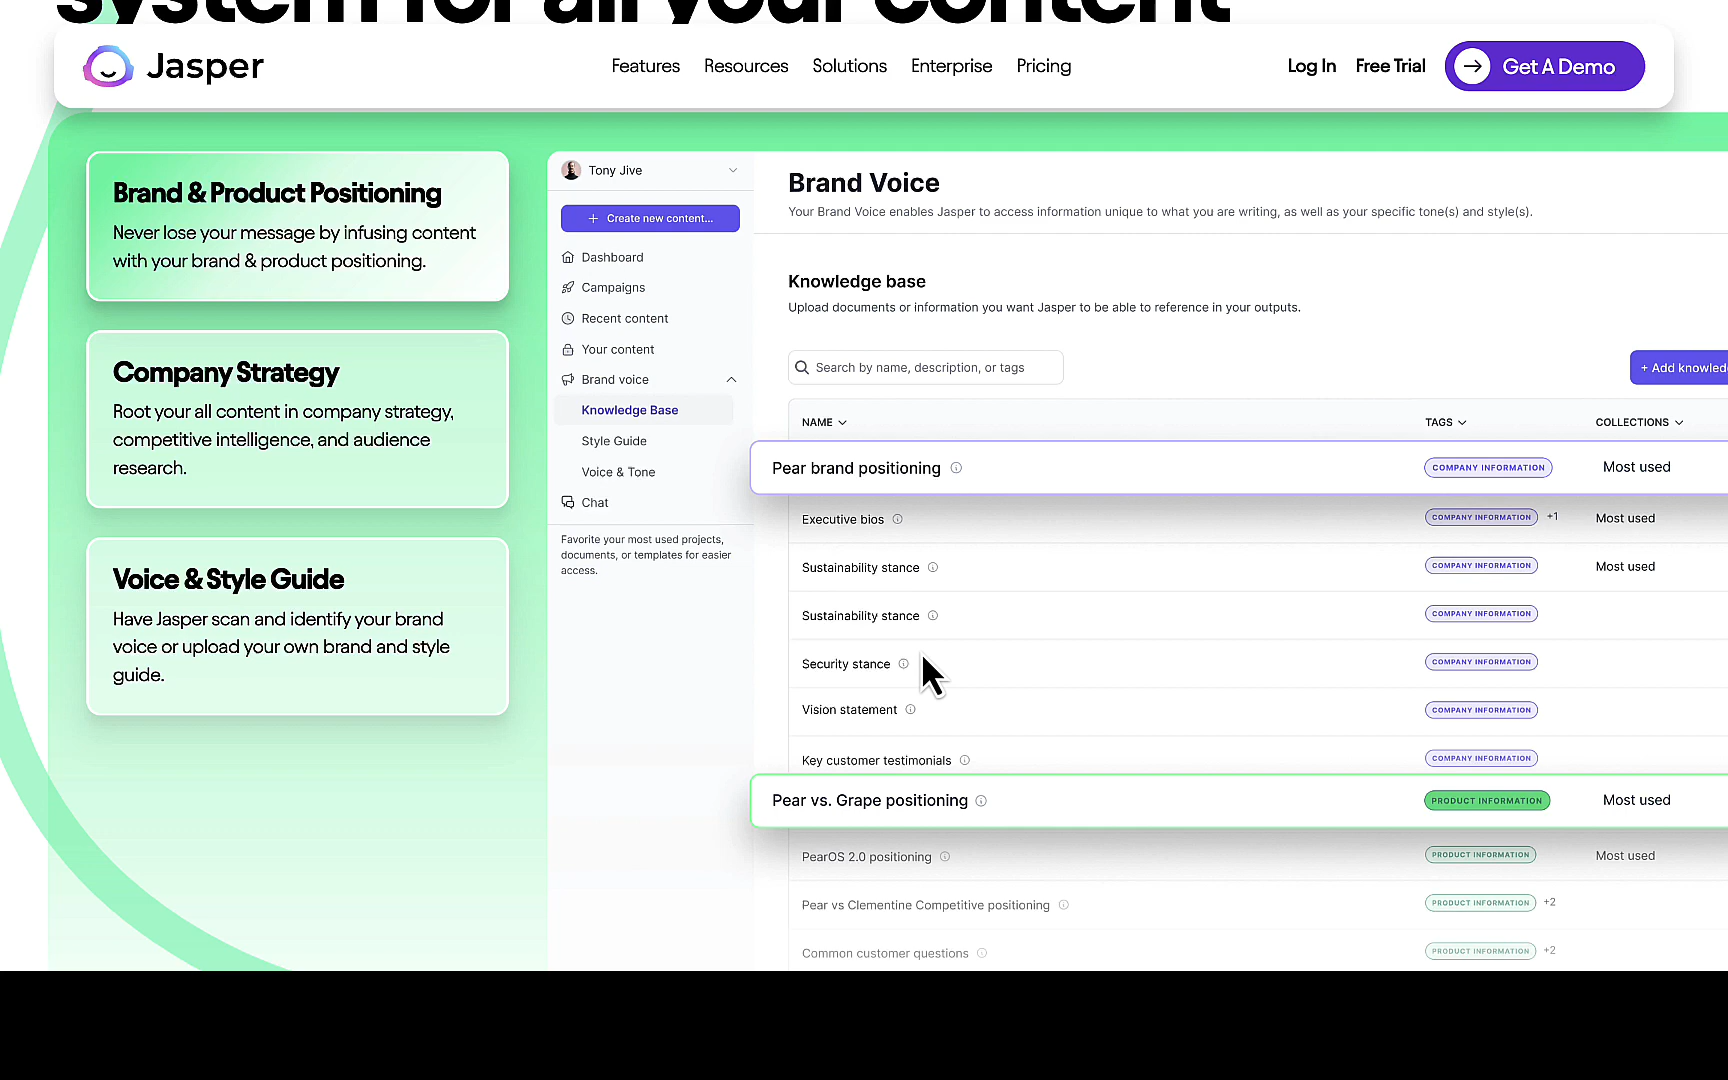 system for all your content
Jasper
Features
Resources
Solutions
Enterprise
Pricing
Log In
Free Trial
Get A Demo
Brand & Product Positioning
Never lose your message by infusing content
with your brand & product positioning.
Company Strategy
Root your all content in company strategy,
competitive intelligence, and audience
research.
Voice & Style Guide
Have Jasper scan and identify your brand
voice or upload your own brand and style
guide.
Tony Jive
+ Create new content...
Dashboard
Campaigns
Recent content
Your content
Brand voice
Knowledge Base
Style Guide
Voice & Tone
Chat
Favorite your most used projects,
documents, or templates for easier
access.
Brand Voice
Your Brand Voice enables Jasper to access information unique to what you are writing, as well as your specific tone(s) and style(s).
Knowledge base
Upload documents or information you want Jasper to be able to reference in your outputs.
Search by name, description, or tags
+ Add knowled
NAME TAGS COLLECTIONS
Pear brand positioning COMPANY INFORMATION Most used
Executive bios COMPANY INFORMATION +1 Most used
Sustainability stance COMPANY INFORMATION Most used
Sustainability stance COMPANY INFORMATION
Security stance COMPANY INFORMATION
Vision statement COMPANY INFORMATION
Key customer testimonials COMPANY INFORMATION
Pear vs. Grape positioning PRODUCT INFORMATION Most used
PearOS 2.0 positioning PRODUCT INFORMATION Most used
Pear vs Clementine Competitive positioning PRODUCT INFORMATION +2
Common customer questions PRODUCT INFORMATION +2